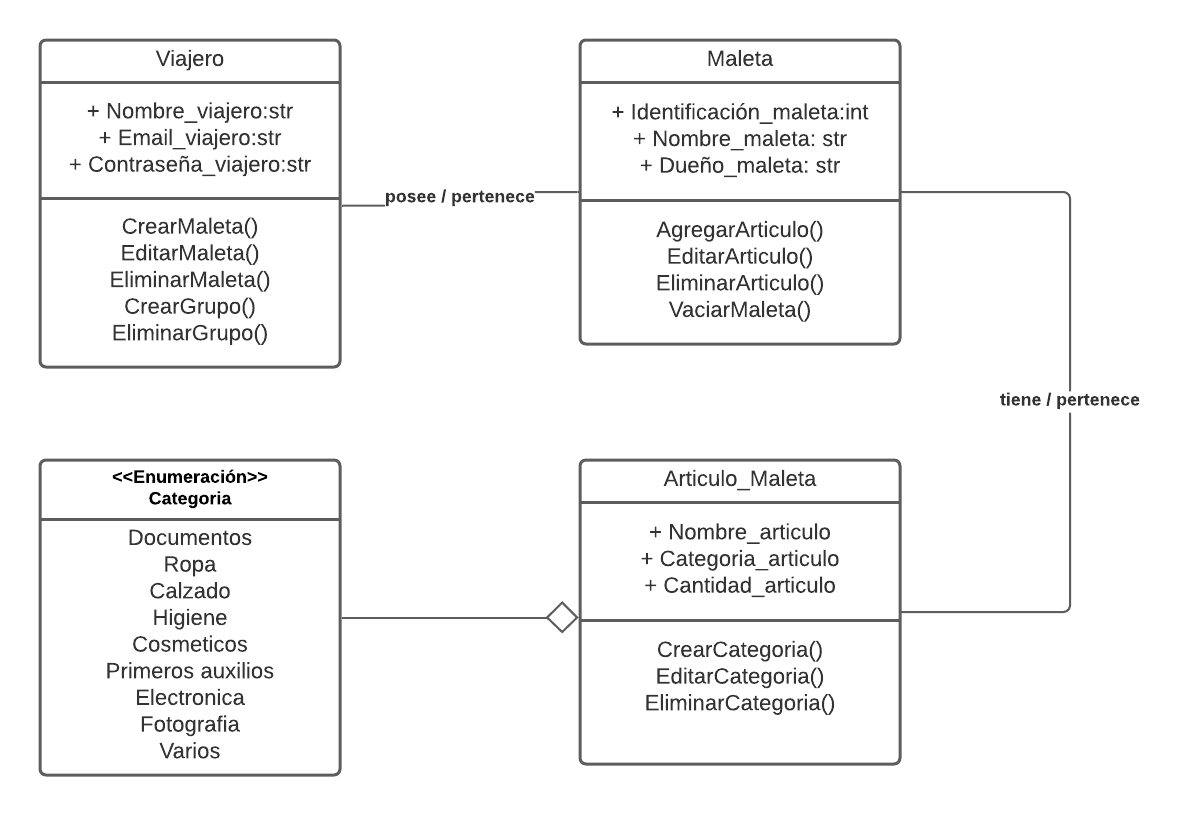 Viajero
+ Nombre_viajero:str
+ Email_viajero:str
+ Contraseña_viajero:str
CrearMaleta()
EditarMaleta()
EliminarMaleta()
CrearGrupo()
EliminarGrupo()
posee / pertenece
Maleta
+ Identificación_maleta:int
+ Nombre_maleta: str
+ Dueño_maleta: str
AgregarArticulo()
EditarArticulo()
EliminarArticulo()
VaciarMaleta()
tiene / pertenece
<<Enumeración>>
Categoria
Documentos
Ropa
Calzado
Higiene
Cosmeticos
Primeros auxilios
Electronica
Fotografia
Varios
Articulo_Maleta
+ Nombre_articulo
+ Categoria_articulo
+ Cantidad_articulo
CrearCategoria()
EditarCategoria()
EliminarCategoria()